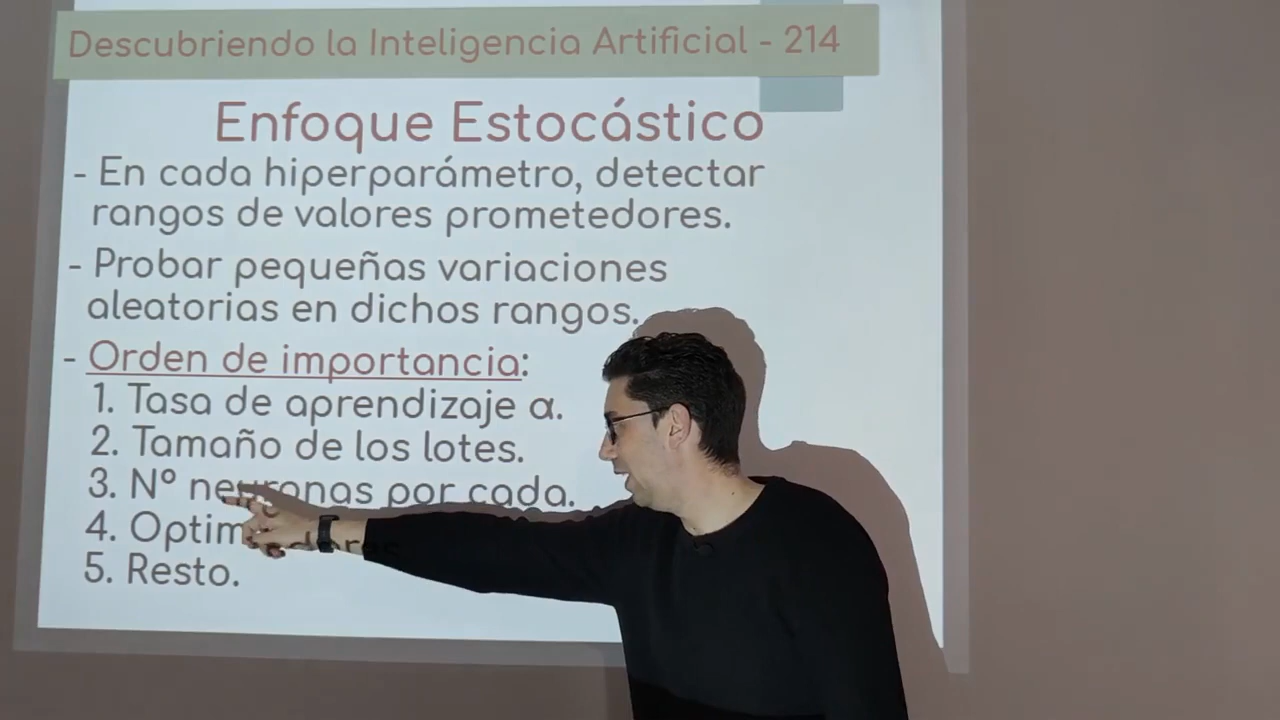 Descubriendo la Inteligencia Artificial - 214
Enfoque Estocástico
- En cada hiperparámetro, detectar
rangos de valores prometedores.
- Probar pequeñas variaciones
aleatorias en dichos rangos.
- Orden de importancia:
1. Tasa de aprendizaje α.
2. Tamaño de los lotes.
3. Nº neuronas por cada.
4. Optimizadores
5. Resto.